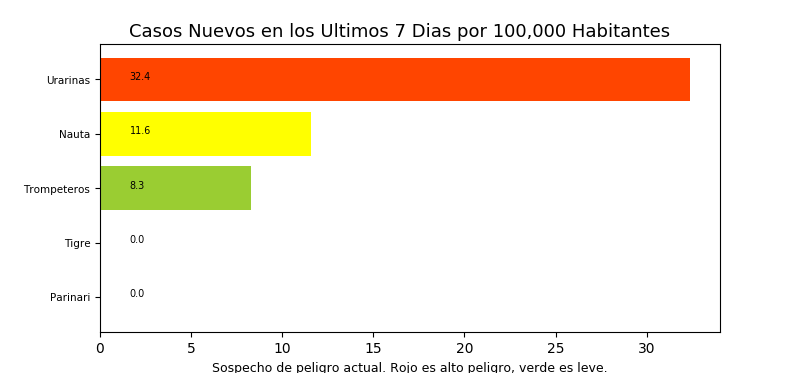 Casos Nuevos en los Ultimos 7 Dias por 100,000 Habitantes
Urarinas 32.4
Nauta 11.6
Trompeteros 8.3
Tigre 0.0
Parinari 0.0
0 5 10 15 20 25 30
Sospecho de peligro actual. Rojo es alto peligro, verde es leve.